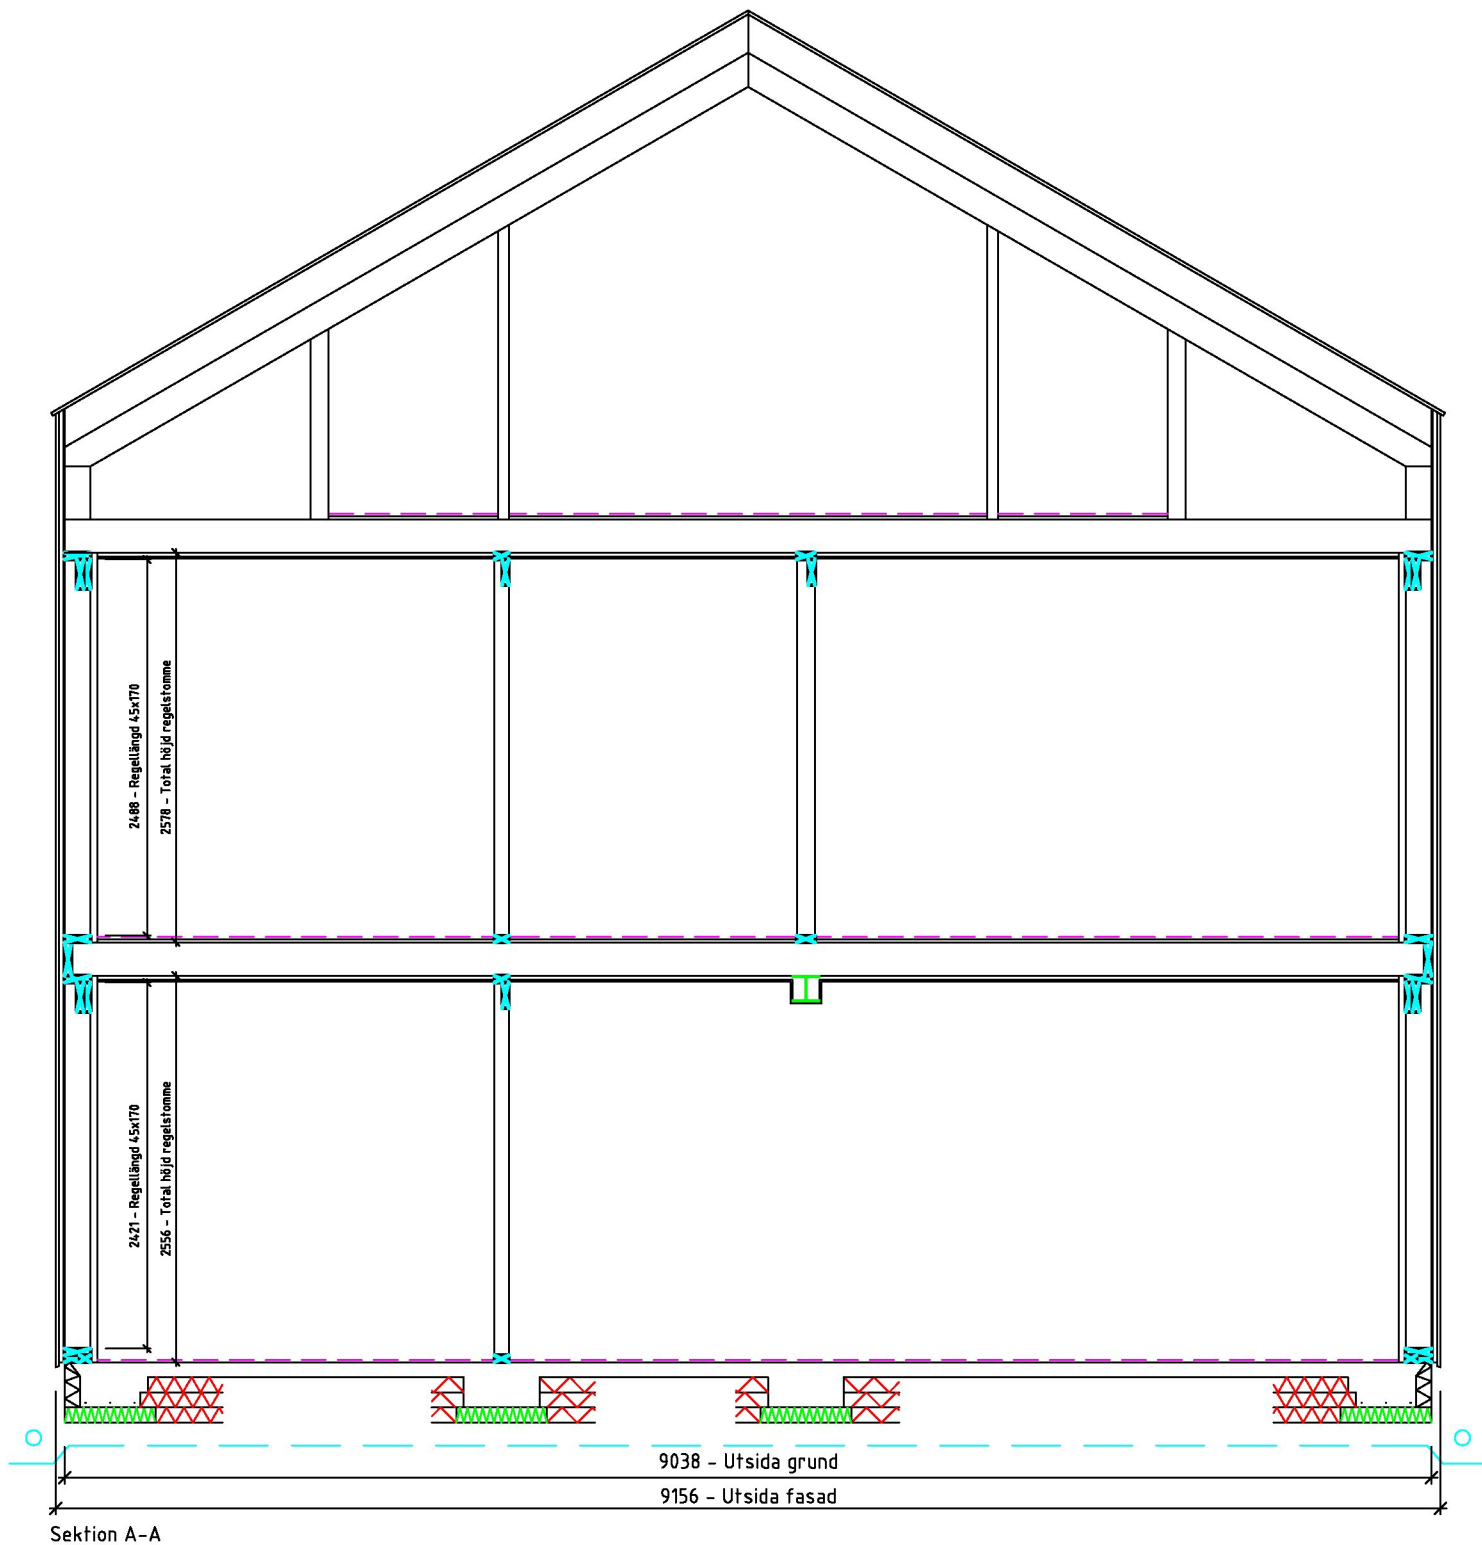 2488 - Regellängd 45x170
2578 - Total höjd regelstomme
2421 - Regellängd 45x170
2556 - Total höjd regelstomme
9038 - Utsida grund
9156 - Utsida fasad
Sektion A-A